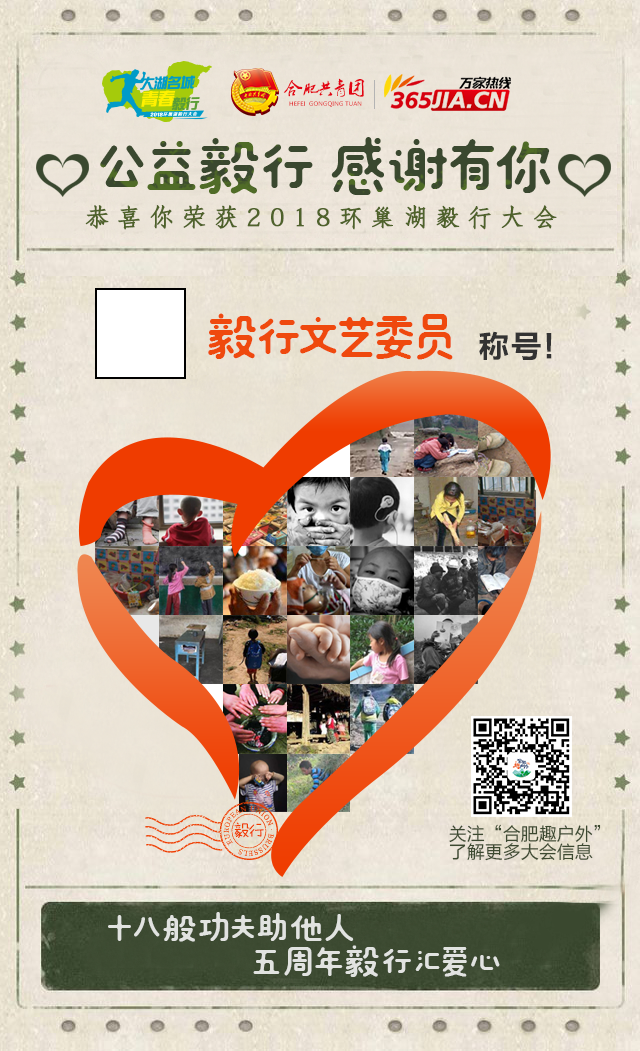 大湖名城
青春毅行
2018环巢湖毅行大会
合肥共青团
HEFEI GONGQING TUAN
万家热线
365JIA.CN
公益毅行 感谢有你
恭喜你荣获2018环巢湖毅行大会
毅行文艺委员 称号!
EUROPEAN UNION
毅行
BRUSSELS
关注“合肥趣户外”
了解更多大会信息
十八般功夫助他人
五周年毅行汇爱心